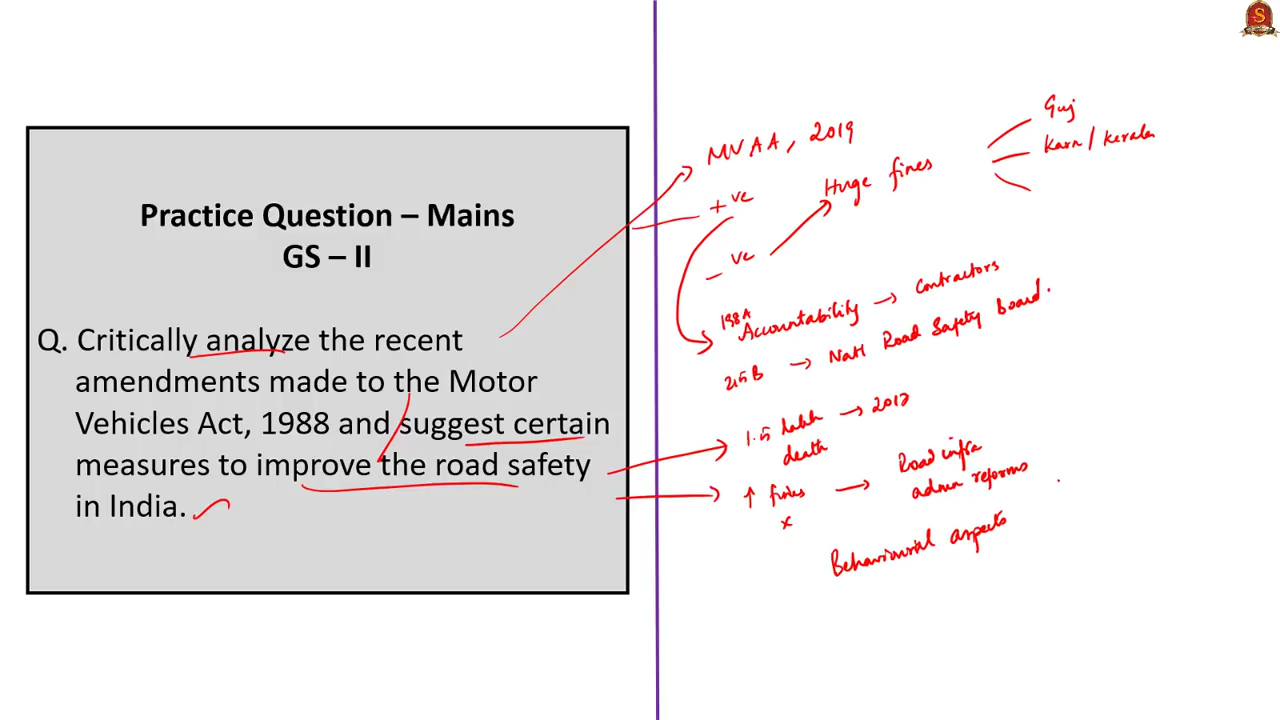 Practice Question – Mains
GS – II
Q. Critically analyze the recent
amendments made to the Motor
Vehicles Act, 1988 and suggest certain
measures to improve the road safety
in India.
MVAA, 2019
+ve
-ve
Huge fines
Guj
Karn / Kerala
198A
Accountability → Contractors
215B → Natl Road Safety Board.
1.5 lakh → 2017
death
↑ fines → Road infra
x admn reforms
Behaviourial aspects
S